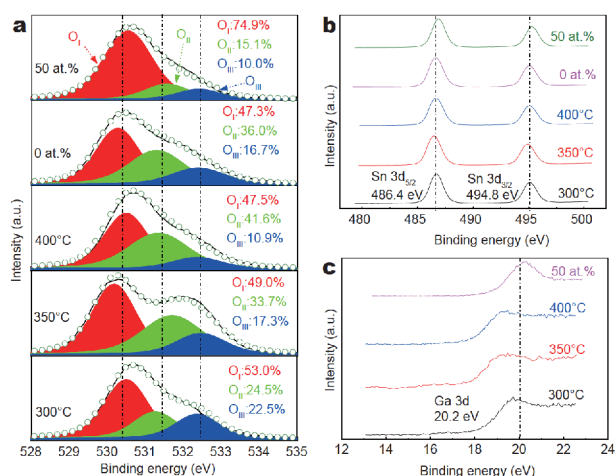 a
O_I
O_II
O_III
O_I:74.9%
O_II:15.1%
O_III:10.0%
50 at.%
O_I:47.3%
O_II:36.0%
O_III:16.7%
0 at.%
O_I:47.5%
O_II:41.6%
O_III:10.9%
400°C
O_I:49.0%
O_II:33.7%
O_III:17.3%
350°C
O_I:53.0%
O_II:24.5%
O_III:22.5%
300°C
528 529 530 531 532 533 534 535
Binding energy (eV)
Intensity (a.u.)
b
50 at.%
0 at.%
400°C
350°C
300°C
Sn 3d_5/2
486.4 eV
Sn 3d_3/2
494.8 eV
480 485 490 495 500
Binding energy (eV)
Intensity (a.u.)
c
50 at.%
400°C
350°C
300°C
Ga 3d
20.2 eV
12 14 16 18 20 22 24
Binding energy (eV)
Intensity (a.u.)